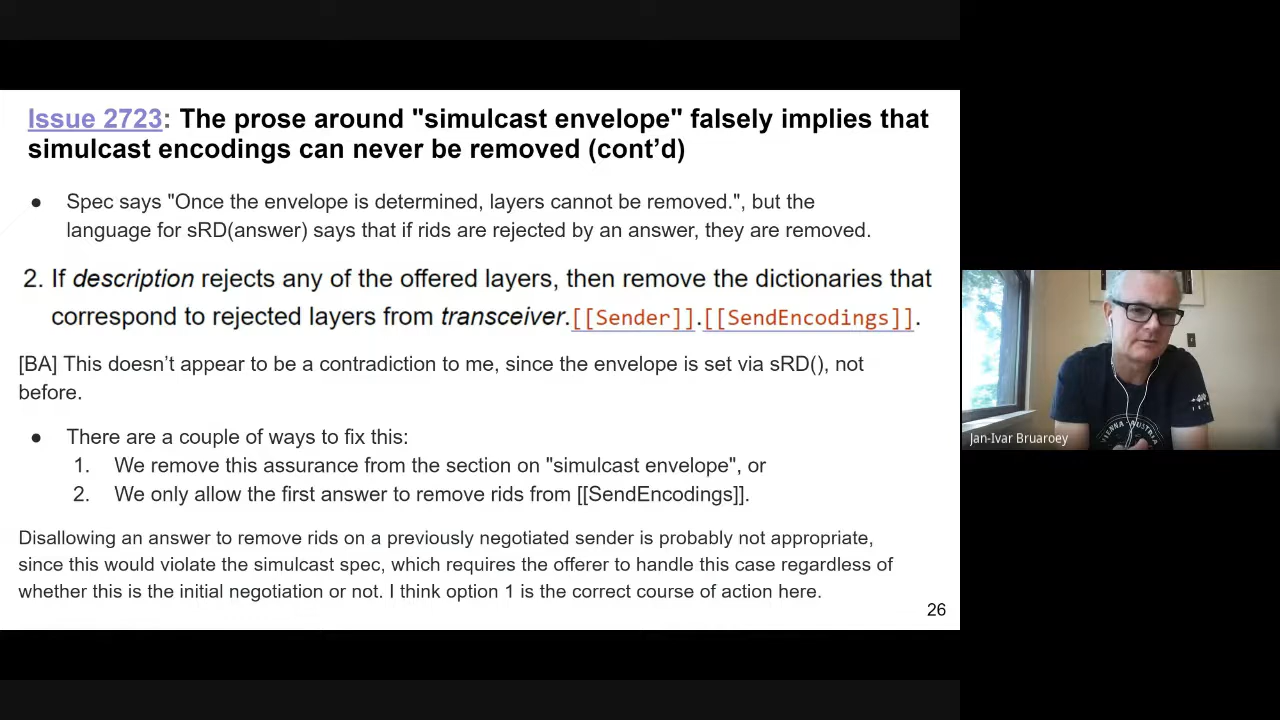 Issue 2723: The prose around "simulcast envelope" falsely implies that
simulcast encodings can never be removed (cont’d)
● Spec says "Once the envelope is determined, layers cannot be removed.", but the
language for sRD(answer) says that if rids are rejected by an answer, they are removed.
2. If description rejects any of the offered layers, then remove the dictionaries that
correspond to rejected layers from transceiver.[[Sender]].[[SendEncodings]].
[BA] This doesn’t appear to be a contradiction to me, since the envelope is set via sRD(), not
before.
● There are a couple of ways to fix this:
1. We remove this assurance from the section on "simulcast envelope", or
2. We only allow the first answer to remove rids from [[SendEncodings]].
Disallowing an answer to remove rids on a previously negotiated sender is probably not appropriate,
since this would violate the simulcast spec, which requires the offerer to handle this case regardless of
whether this is the initial negotiation or not. I think option 1 is the correct course of action here.
26
Jan-Ivar Bruaroey